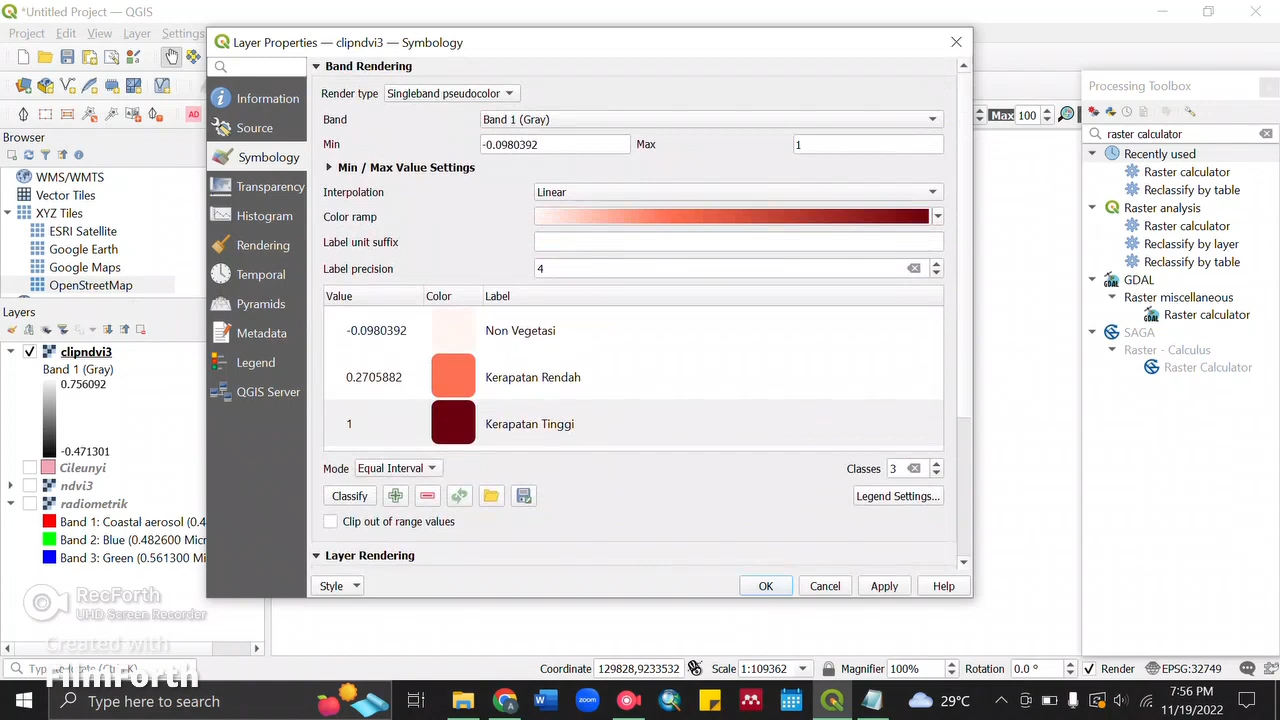 *Untitled Project — QGIS
Project Edit View Layer Settings
Layer Properties — clipndvi3 — Symbology
Information
Source
Symbology
Transparency
Histogram
Rendering
Temporal
Pyramids
Metadata
Legend
QGIS Server
Band Rendering
Render type Singleband pseudocolor
Band Band 1 (Gray)
Min -0.0980392 Max 1
Min / Max Value Settings
Interpolation Linear
Color ramp
Label unit suffix
Label precision 4
Value Color Label
-0.0980392 Non Vegetasi
0.2705882 Kerapatan Rendah
1 Kerapatan Tinggi
Mode Equal Interval Classes 3
Classify Legend Settings...
Clip out of range values
Layer Rendering
Style OK Cancel Apply Help
AD
Max 100
Browser
WMS/WMTS
Vector Tiles
XYZ Tiles
ESRI Satellite
Google Earth
Google Maps
OpenStreetMap
Layers
clipndvi3
Band 1 (Gray)
0.756092
-0.471301
Cileunyi
ndvi3
radiometrik
Band 1: Coastal aerosol (0.4
Band 2: Blue (0.482600 Micr
Band 3: Green (0.561300 Mi
RecForth
UHD Screen Recorder
Created with
FilmForth
Processing Toolbox
raster calculator
Recently used
Raster calculator
Reclassify by table
Raster analysis
Raster calculator
Reclassify by layer
Reclassify by table
GDAL
Raster miscellaneous
Raster calculator
SAGA
Raster - Calculus
Raster Calculator
Coordinate 129828,9233532 Scale 1:109362 Magnifier 100% Rotation 0.0 ° Render EPSG:32749
Type here to search
zoom
29°C
7:56 PM
11/19/2022